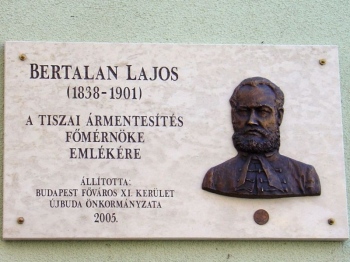 BERTALAN LAJOS
(1838-1901)
A TISZAI ÁRMENTESÍTÉS
FŐMÉRNÖKE
EMLÉKÉRE
ÁLLÍTOTTA:
BUDAPEST FŐVÁROS XI. KERÜLET
ÚJBUDA ÖNKORMÁNYZATA
2005.